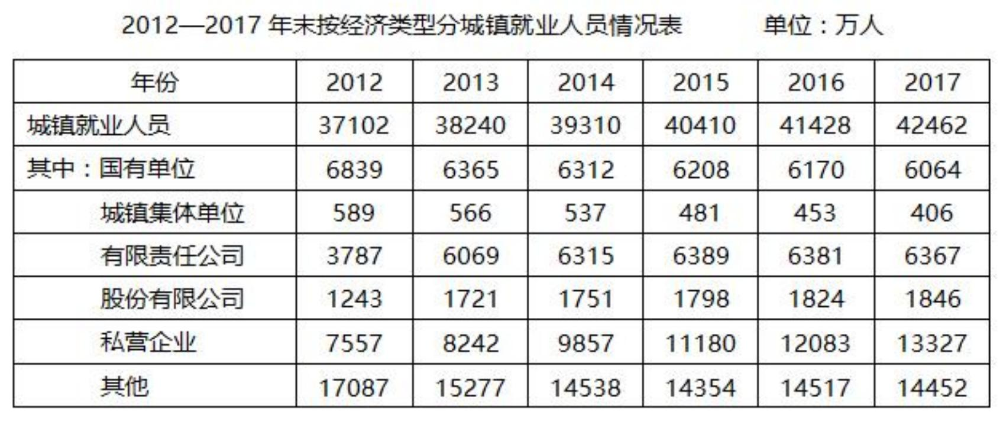 2012—2017 年末按经济类型分城镇就业人员情况表 单位：万人
年份 2012 2013 2014 2015 2016 2017
城镇就业人员 37102 38240 39310 40410 41428 42462
其中：国有单位 6839 6365 6312 6208 6170 6064
城镇集体单位 589 566 537 481 453 406
有限责任公司 3787 6069 6315 6389 6381 6367
股份有限公司 1243 1721 1751 1798 1824 1846
私营企业 7557 8242 9857 11180 12083 13327
其他 17087 15277 14538 14354 14517 14452